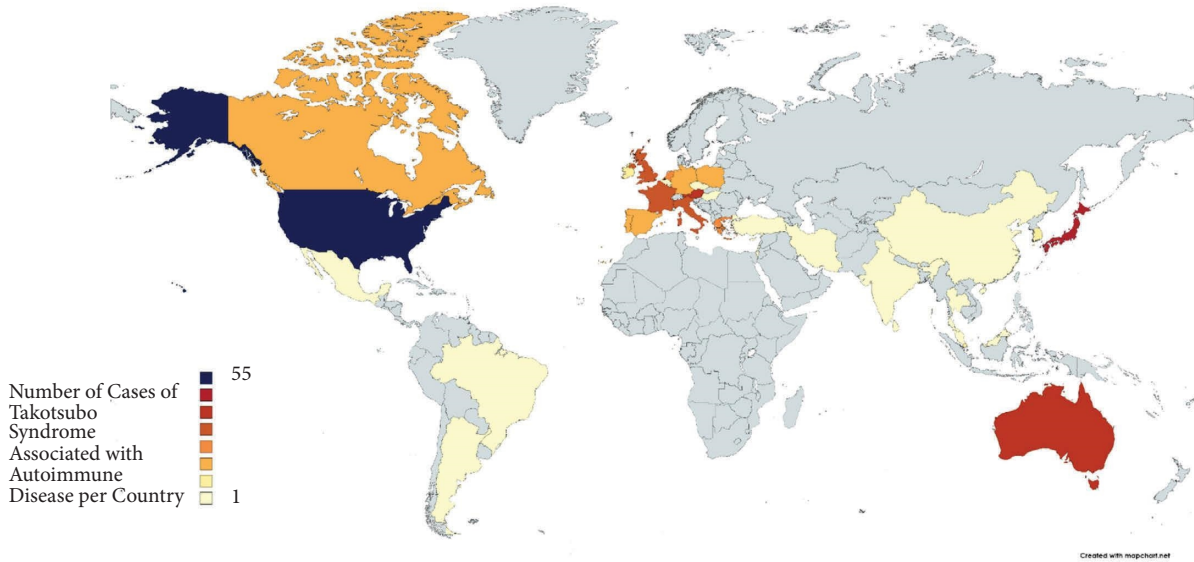 55
Number of Cases of
Takotsubo
Syndrome
Associated with
Autoimmune
Disease per Country
1
Created with mapchart.net